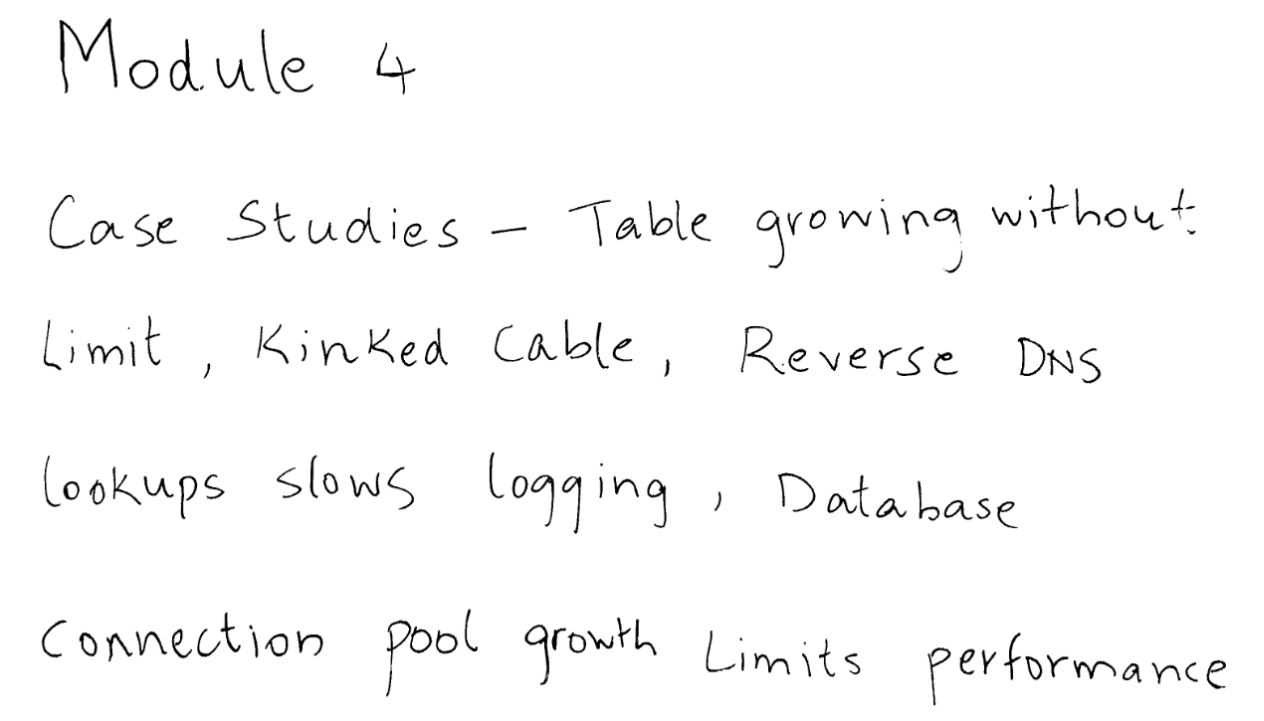 Module 4
Case Studies - Table growing without
Limit, Kinked Cable, Reverse DNS
lookups slows logging, Database
Connection pool growth Limits performance